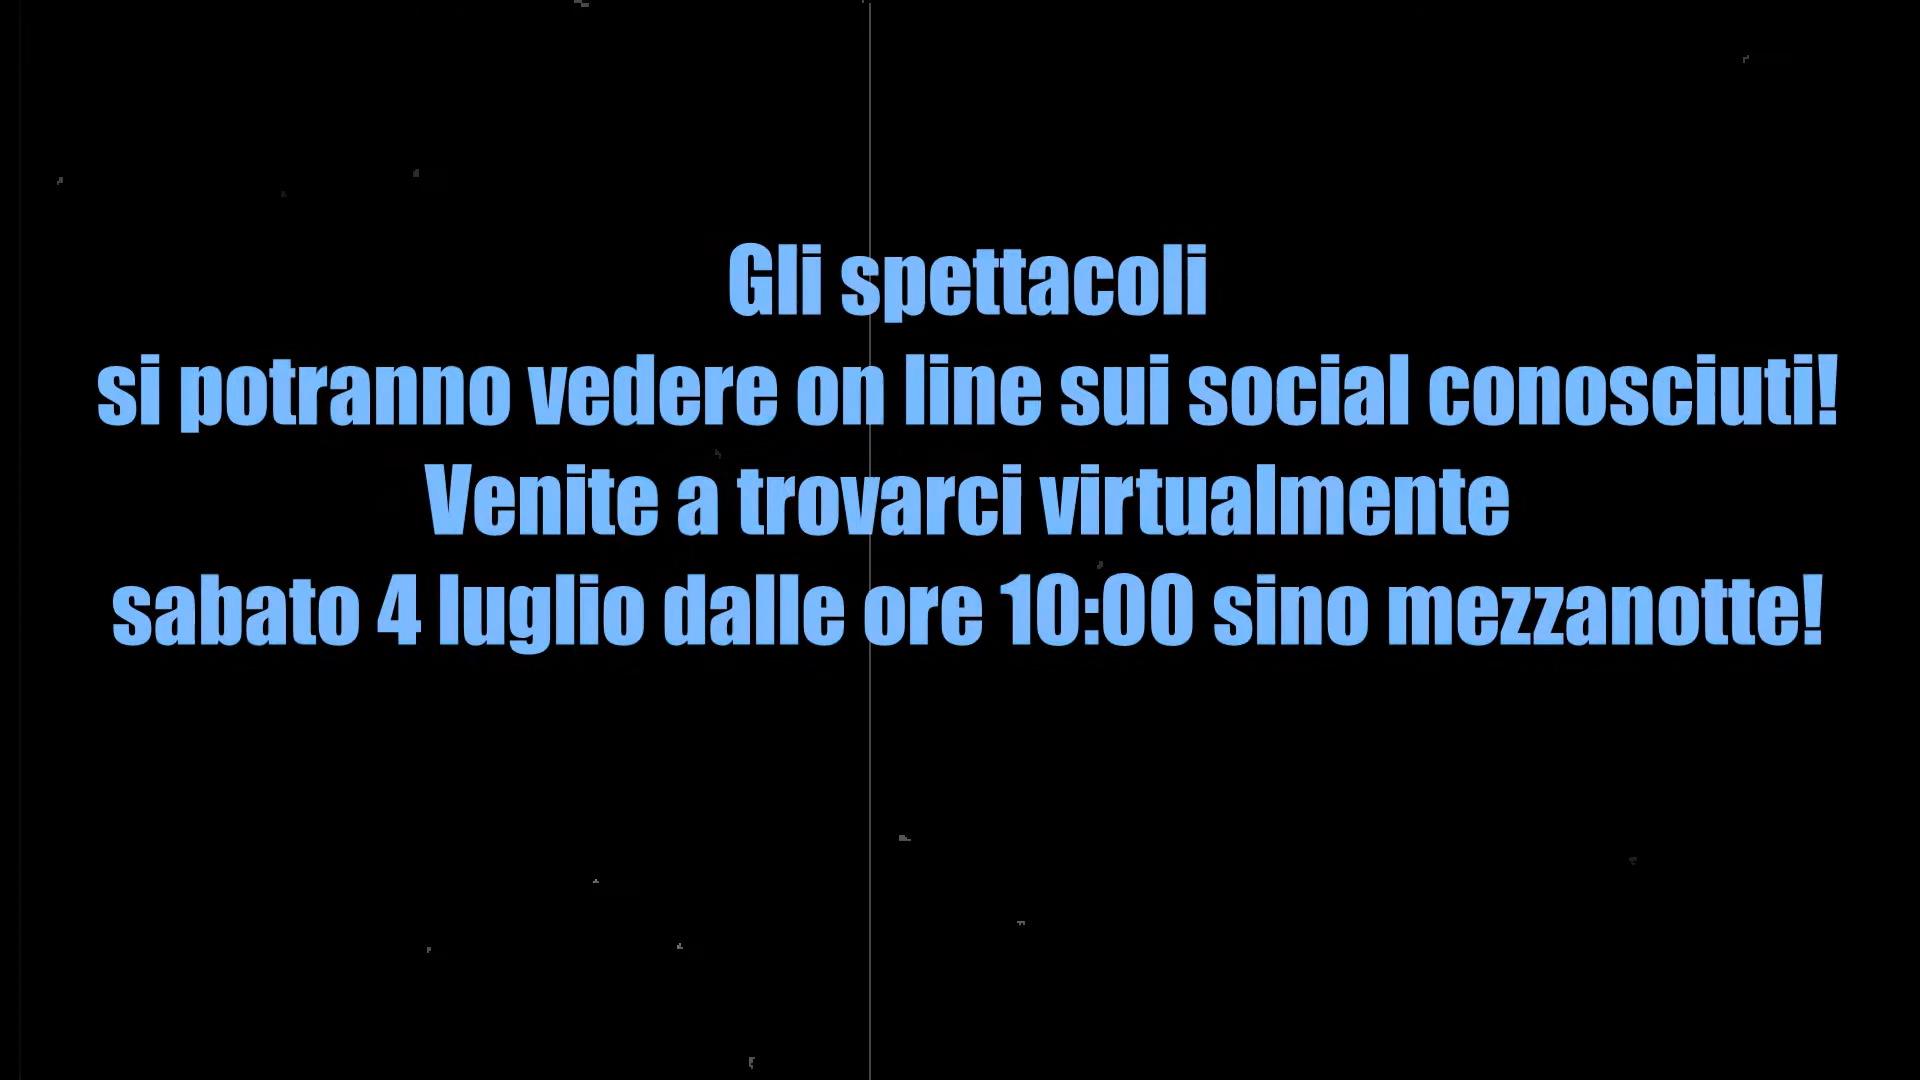 Gli spettacoli
si potranno vedere on line sui social conosciuti!
Venite a trovarci virtualmente
sabato 4 luglio dalle ore 10:00 sino mezzanotte!